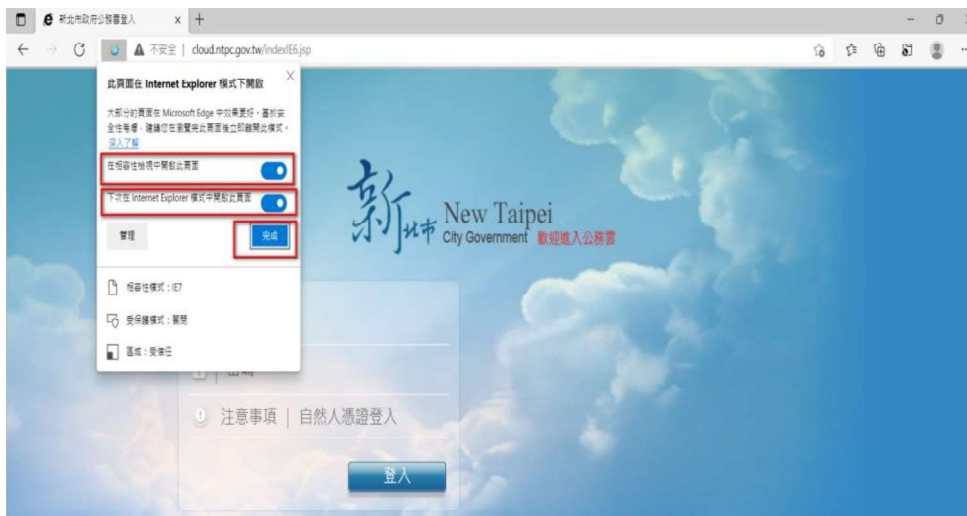 新北市政府公務雲登入
不安全 | cloud.ntpc.gov.tw/indexIE6.jsp
此頁面在 Internet Explorer 模式下開啟
大部分的頁面在 Microsoft Edge 中效果更好。基於安
全性考慮，建議您在瀏覽完此頁面後立即離開此模式。
深入了解
在相容性檢視中開啟此頁面
下次在 Internet Explorer 模式中開啟此頁面
管理
完成
相容性模式：IE7
受保護模式：關閉
區域：受信任
新北市
New Taipei
City Government 歡迎進入公務雲
注意事項 | 自然人憑證登入
登入